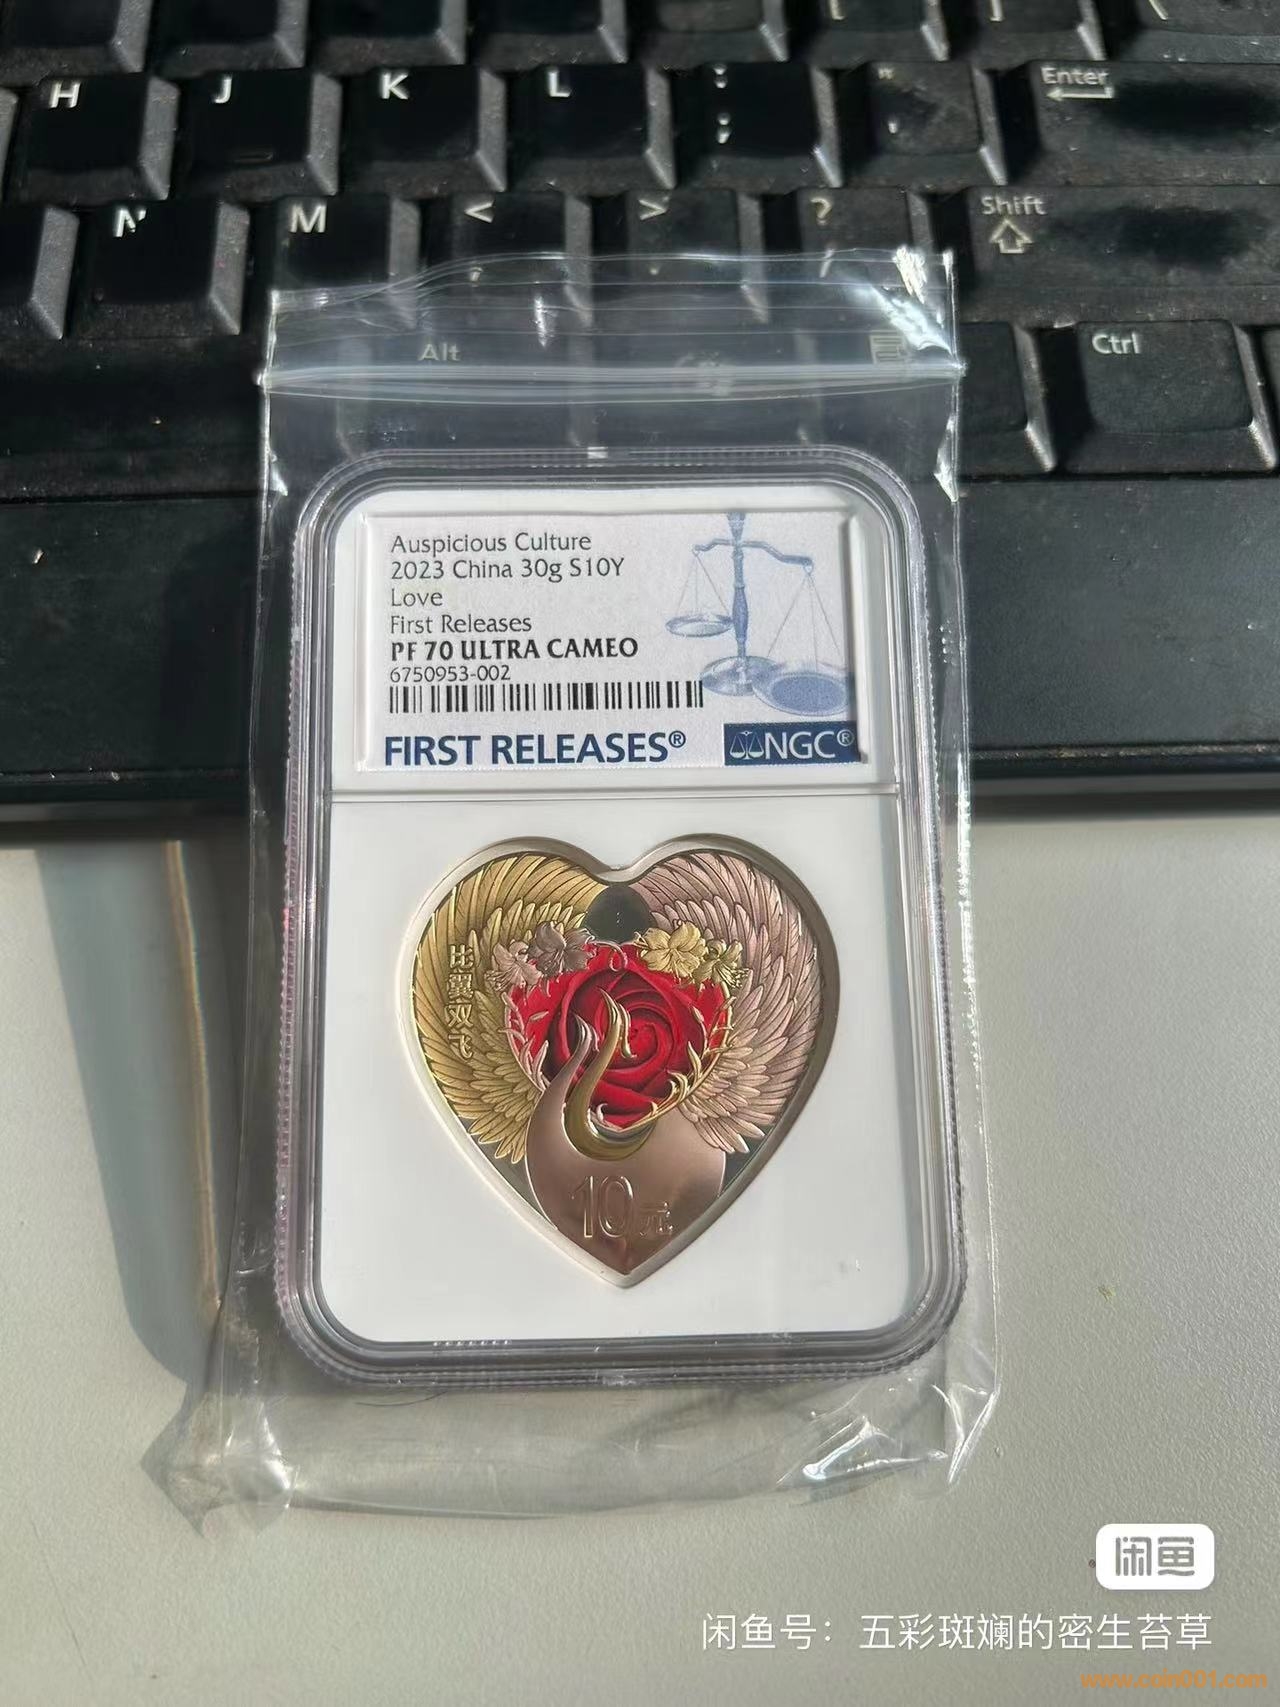 H J K L : ; " ' Enter
N M < , > . ? / Shift
Alt Ctrl
Auspicious Culture
2023 China 30g S10Y
Love
First Releases
PF 70 ULTRA CAMEO
6750953-002
FIRST RELEASES® NGC®
比翼双飞
10元
闲鱼
闲鱼号：五彩斑斓的密生苔草
www.coin001.com